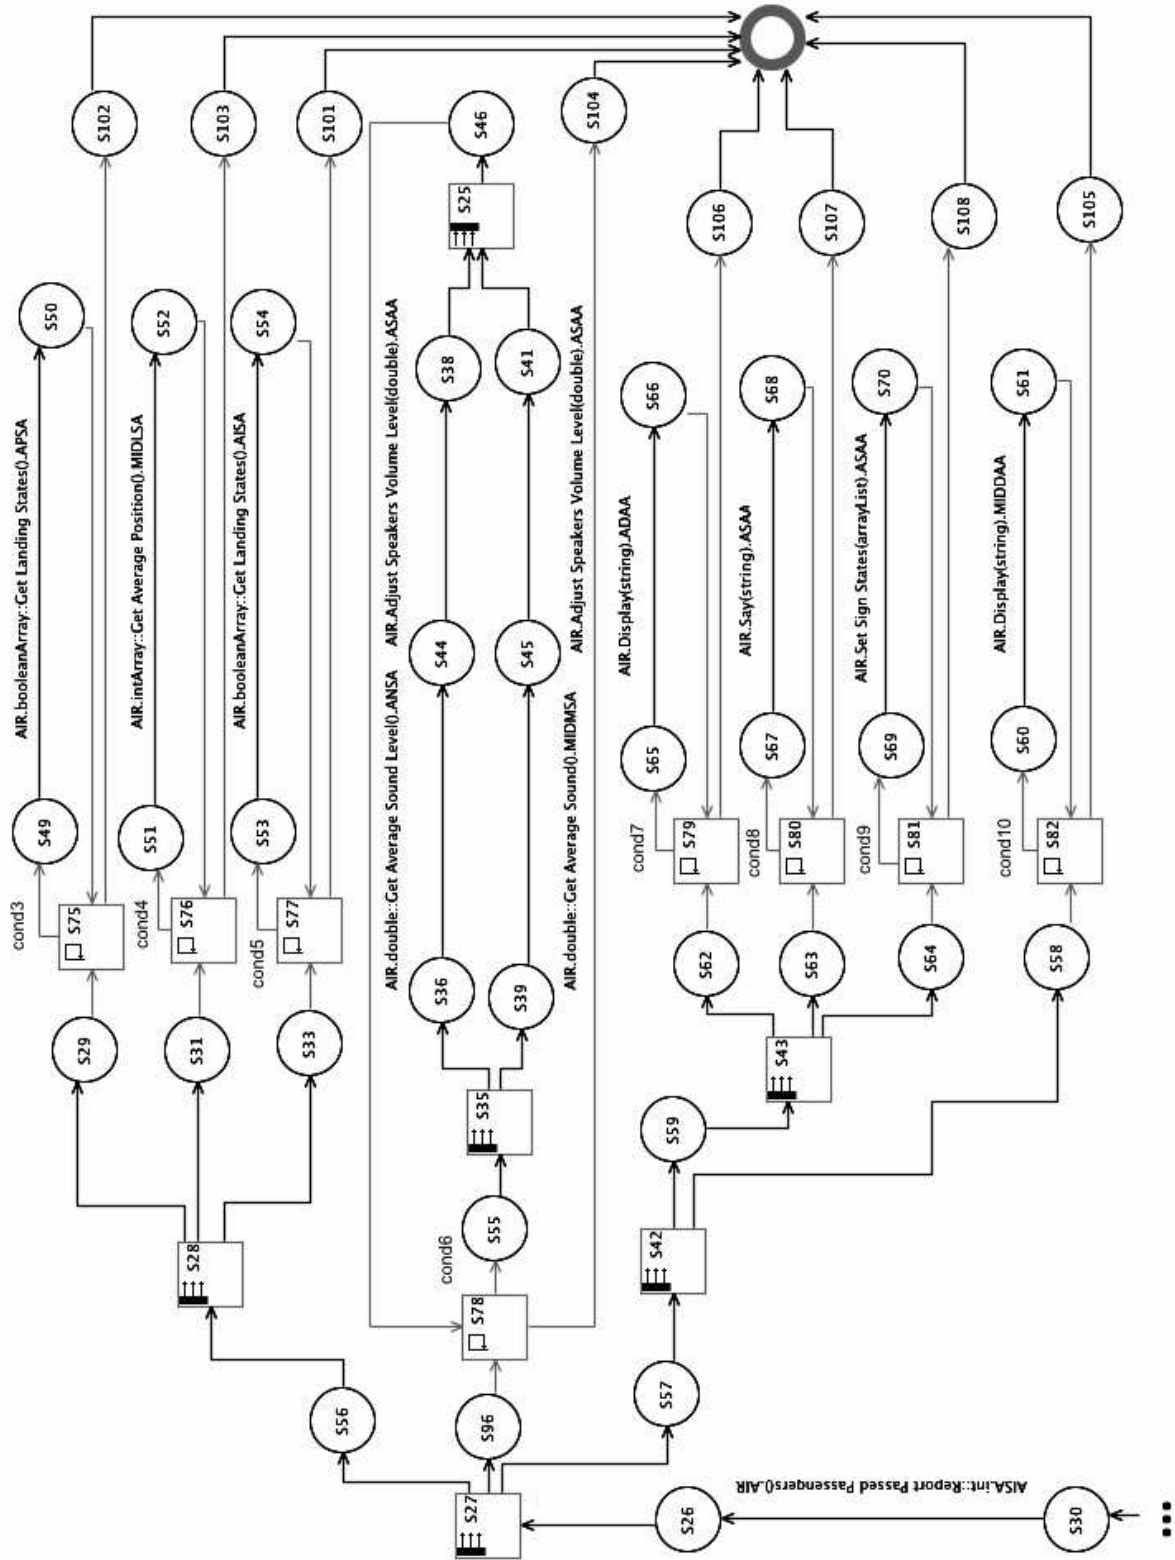 S102
S103
S101
S46
S104
S25
S106
S107
S108
S105
S50
S52
S54
S38
S41
S66
S68
S70
S61
AIR.booleanArray::Get Landing States().APSA
AIR.intArray::Get Average Position().MIDLSA
AIR.booleanArray::Get Landing States().AISA
AIR.Adjust Speakers Volume Level(double).ASAA
AIR.Adjust Speakers Volume Level(double).ASAA
AIR.Display(string).ADAA
AIR.Say(string).ASAA
AIR.Set Sign States(arrayList).ASAA
AIR.Display(string).MIDDAA
S44
S45
AIR.double::Get Average Sound Level().ANSA
AIR.double::Get Average Sound().MIDMSA
S49
S51
S53
S65
S67
S69
S60
cond3
cond4
cond5
cond7
cond8
cond9
cond10
S75
S76
S77
S79
S80
S81
S82
S36
S39
S62
S63
S64
S58
S29
S31
S33
S35
S43
S59
S28
S55
S42
cond6
S78
S56
S96
S57
S27
S26
AISA.int::Report Passed Passengers().AIR
S30
...